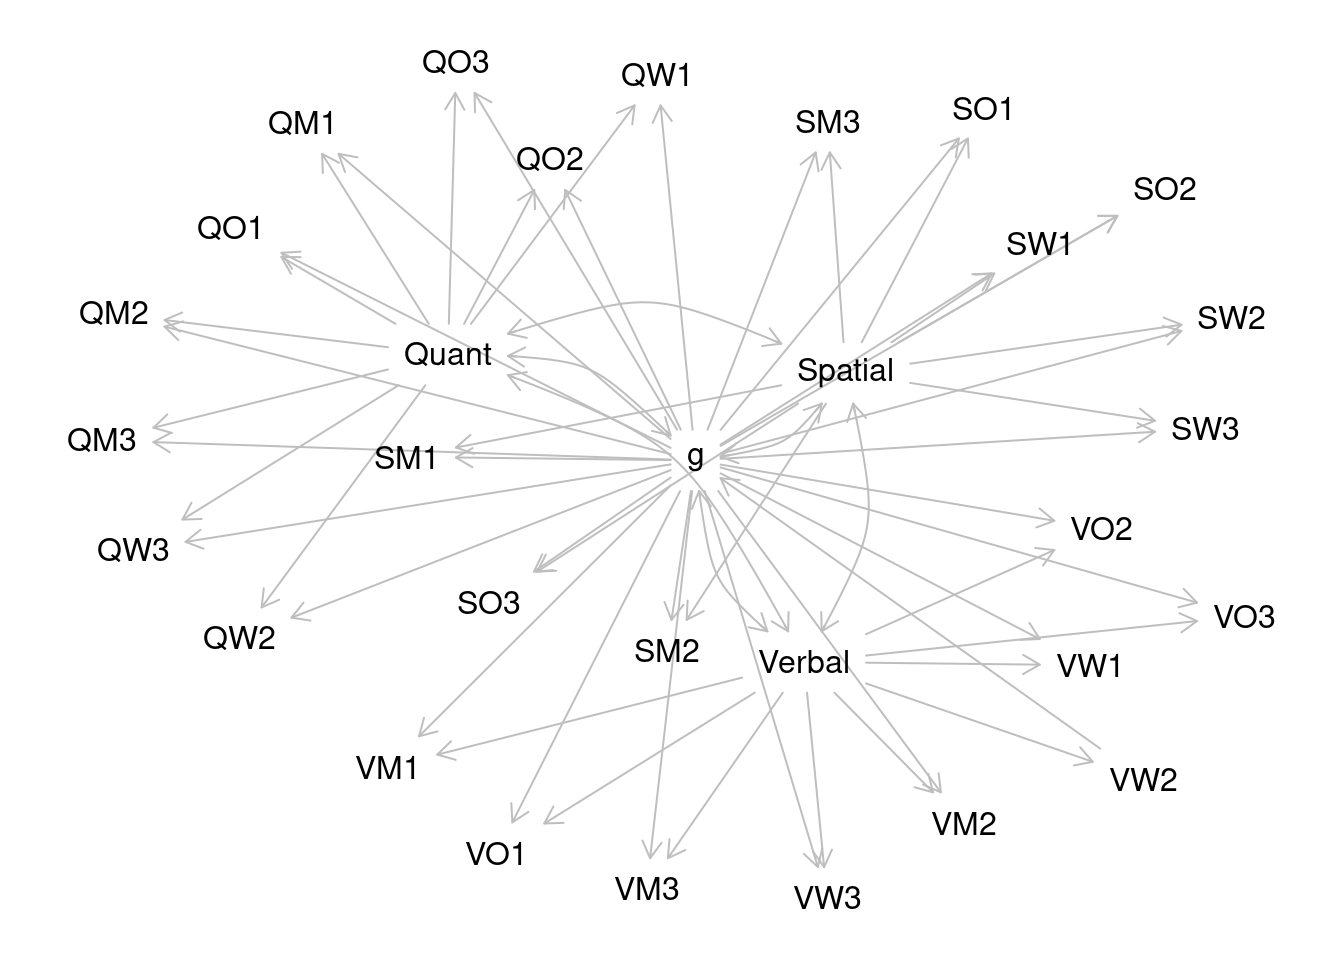 QO3
QW1
SO1
QM1
SM3
QO2
SO2
QO1
SW1
QM2
SW2
Quant
Spatial
SW3
QM3
SM1
g
VO2
QW3
SO3
VO3
QW2
SM2
Verbal
VW1
VM1
VW2
VM2
VO1
VM3
VW3